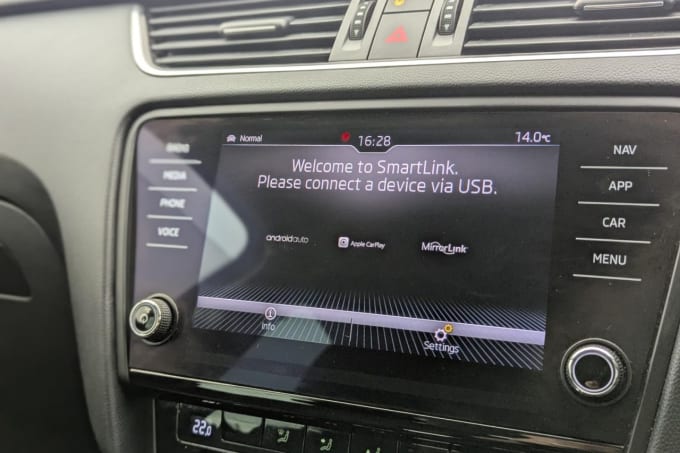 Normal 16:28 14.0°C
Welcome to SmartLink.
Please connect a device via USB.
androidauto Apple CarPlay MirrorLink
Info Settings
RADIO
MEDIA
PHONE
VOICE
NAV
APP
CAR
MENU
22.0